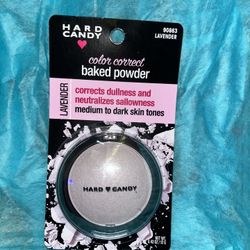 HARD
CANDY
90863
LAVENDER
color correct
baked powder
LAVENDER
corrects dullness and
neutralizes sallowness
medium to dark skin tones
HARD CANDY